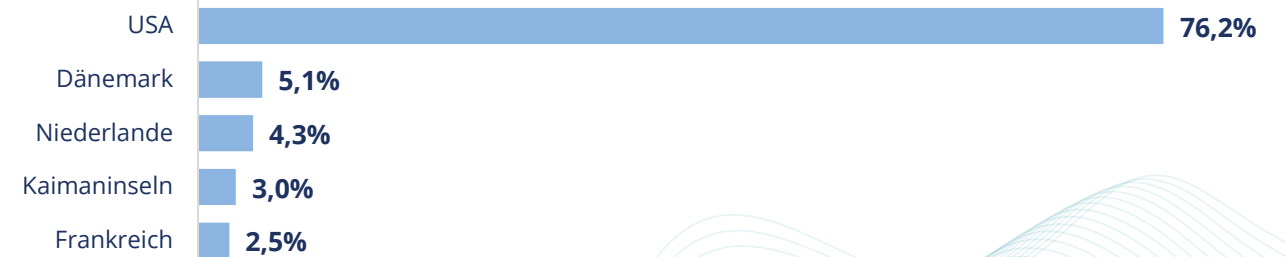 USA 76,2%
Dänemark 5,1%
Niederlande 4,3%
Kaimaninseln 3,0%
Frankreich 2,5%